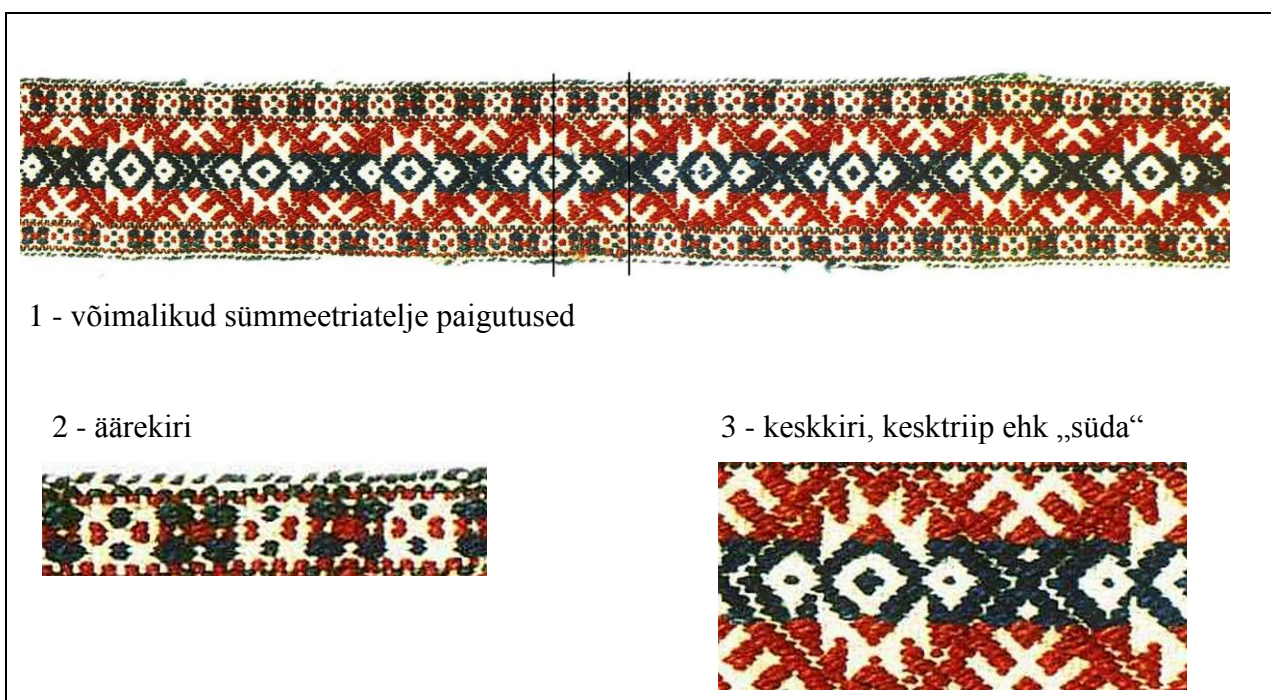 1 - võimalikud sümmeetriatelje paigutused
2 - äärekiri
3 - keskkiri, kesktriip ehk „süda“